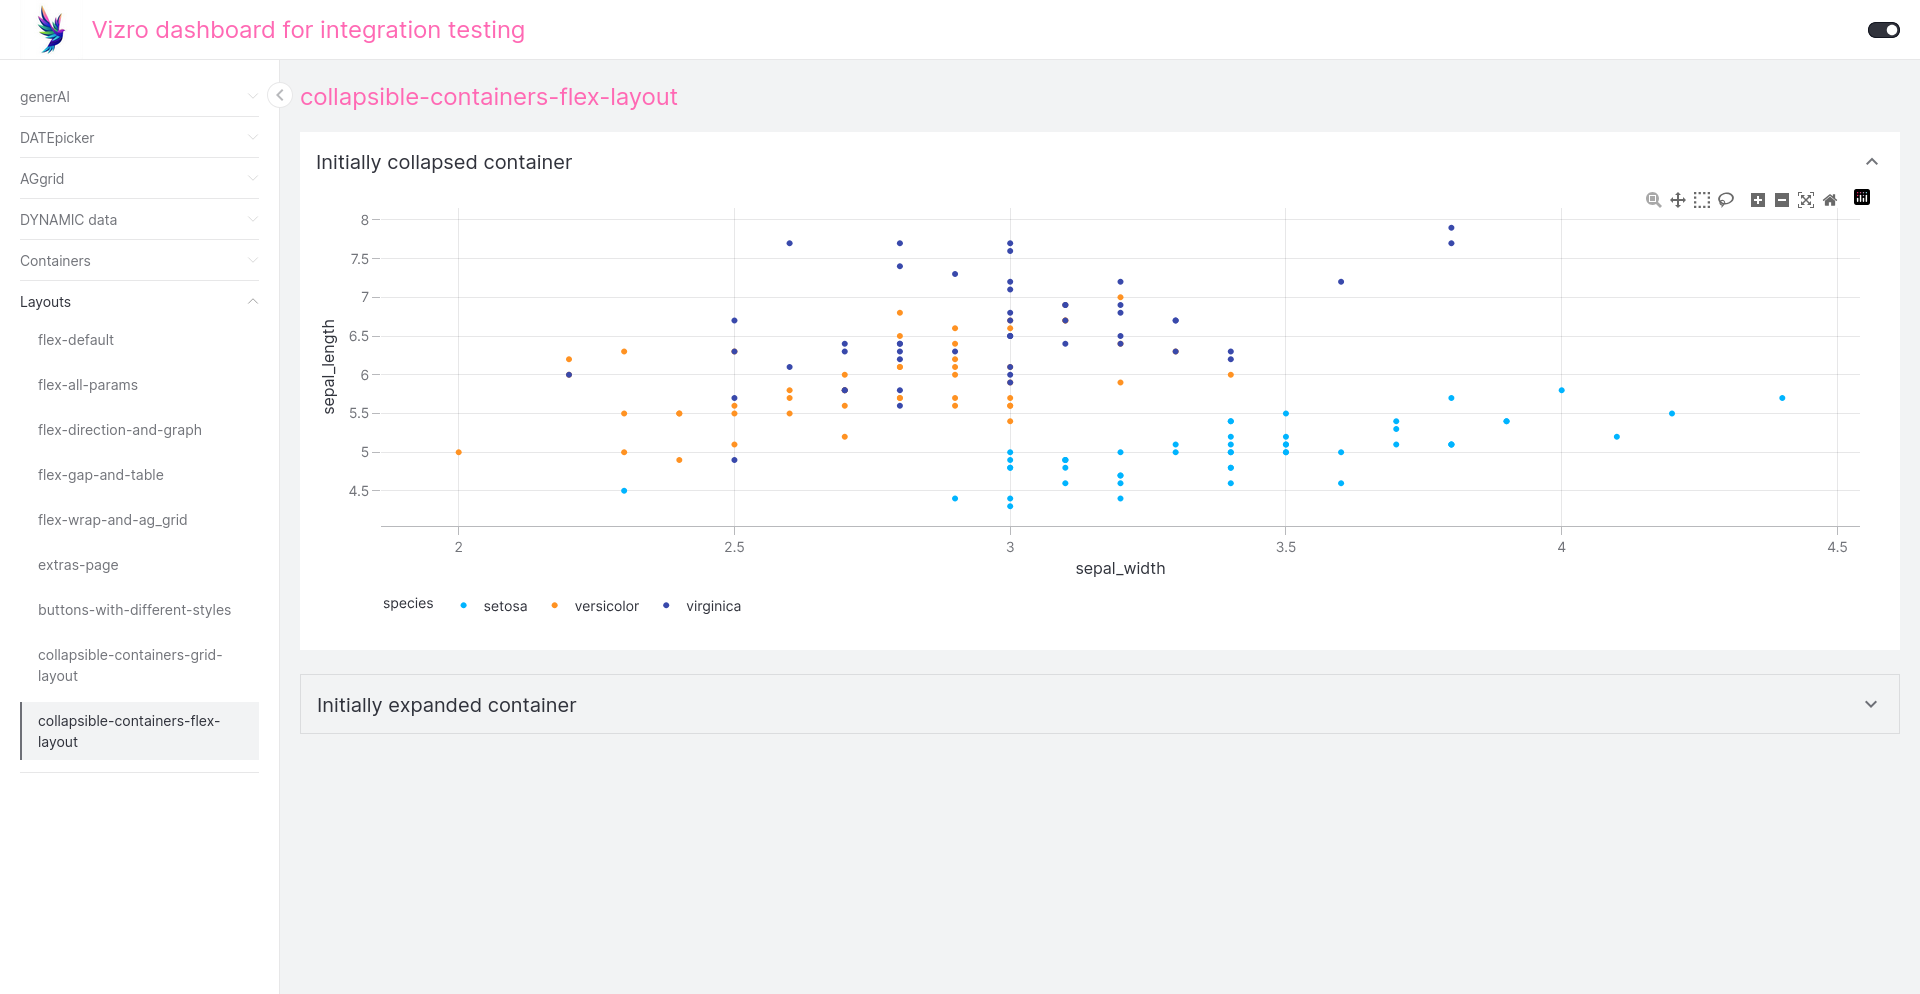 Vizro dashboard for integration testing
generAI
DATEpicker
AGgrid
DYNAMIC data
Containers
Layouts
flex-default
flex-all-params
flex-direction-and-graph
flex-gap-and-table
flex-wrap-and-ag_grid
extras-page
buttons-with-different-styles
collapsible-containers-grid-
layout
collapsible-containers-flex-
layout
collapsible-containers-flex-layout
Initially collapsed container
sepal_length
8
7.5
7
6.5
6
5.5
5
4.5
2
2.5
3
3.5
4
4.5
sepal_width
species setosa versicolor virginica
Initially expanded container